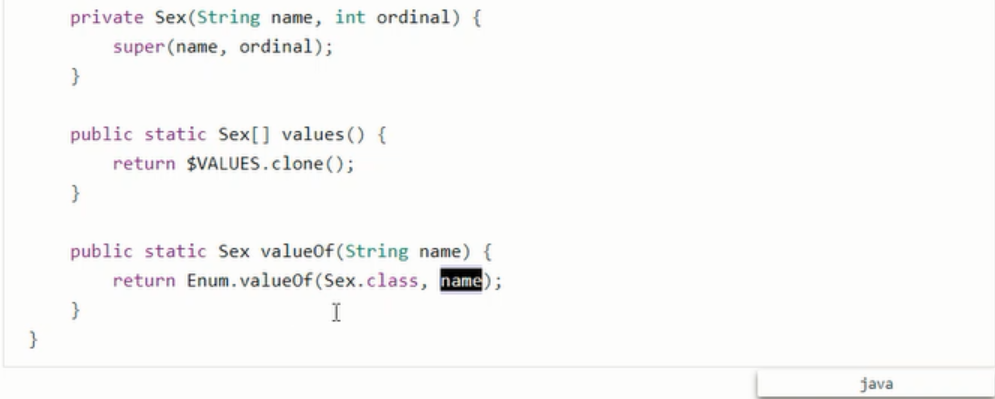 private Sex(String name, int ordinal) {
super(name, ordinal);
}
public static Sex[] values() {
return $VALUES.clone();
}
public static Sex valueOf(String name) {
return Enum.valueOf(Sex.class, name);
}
}
java